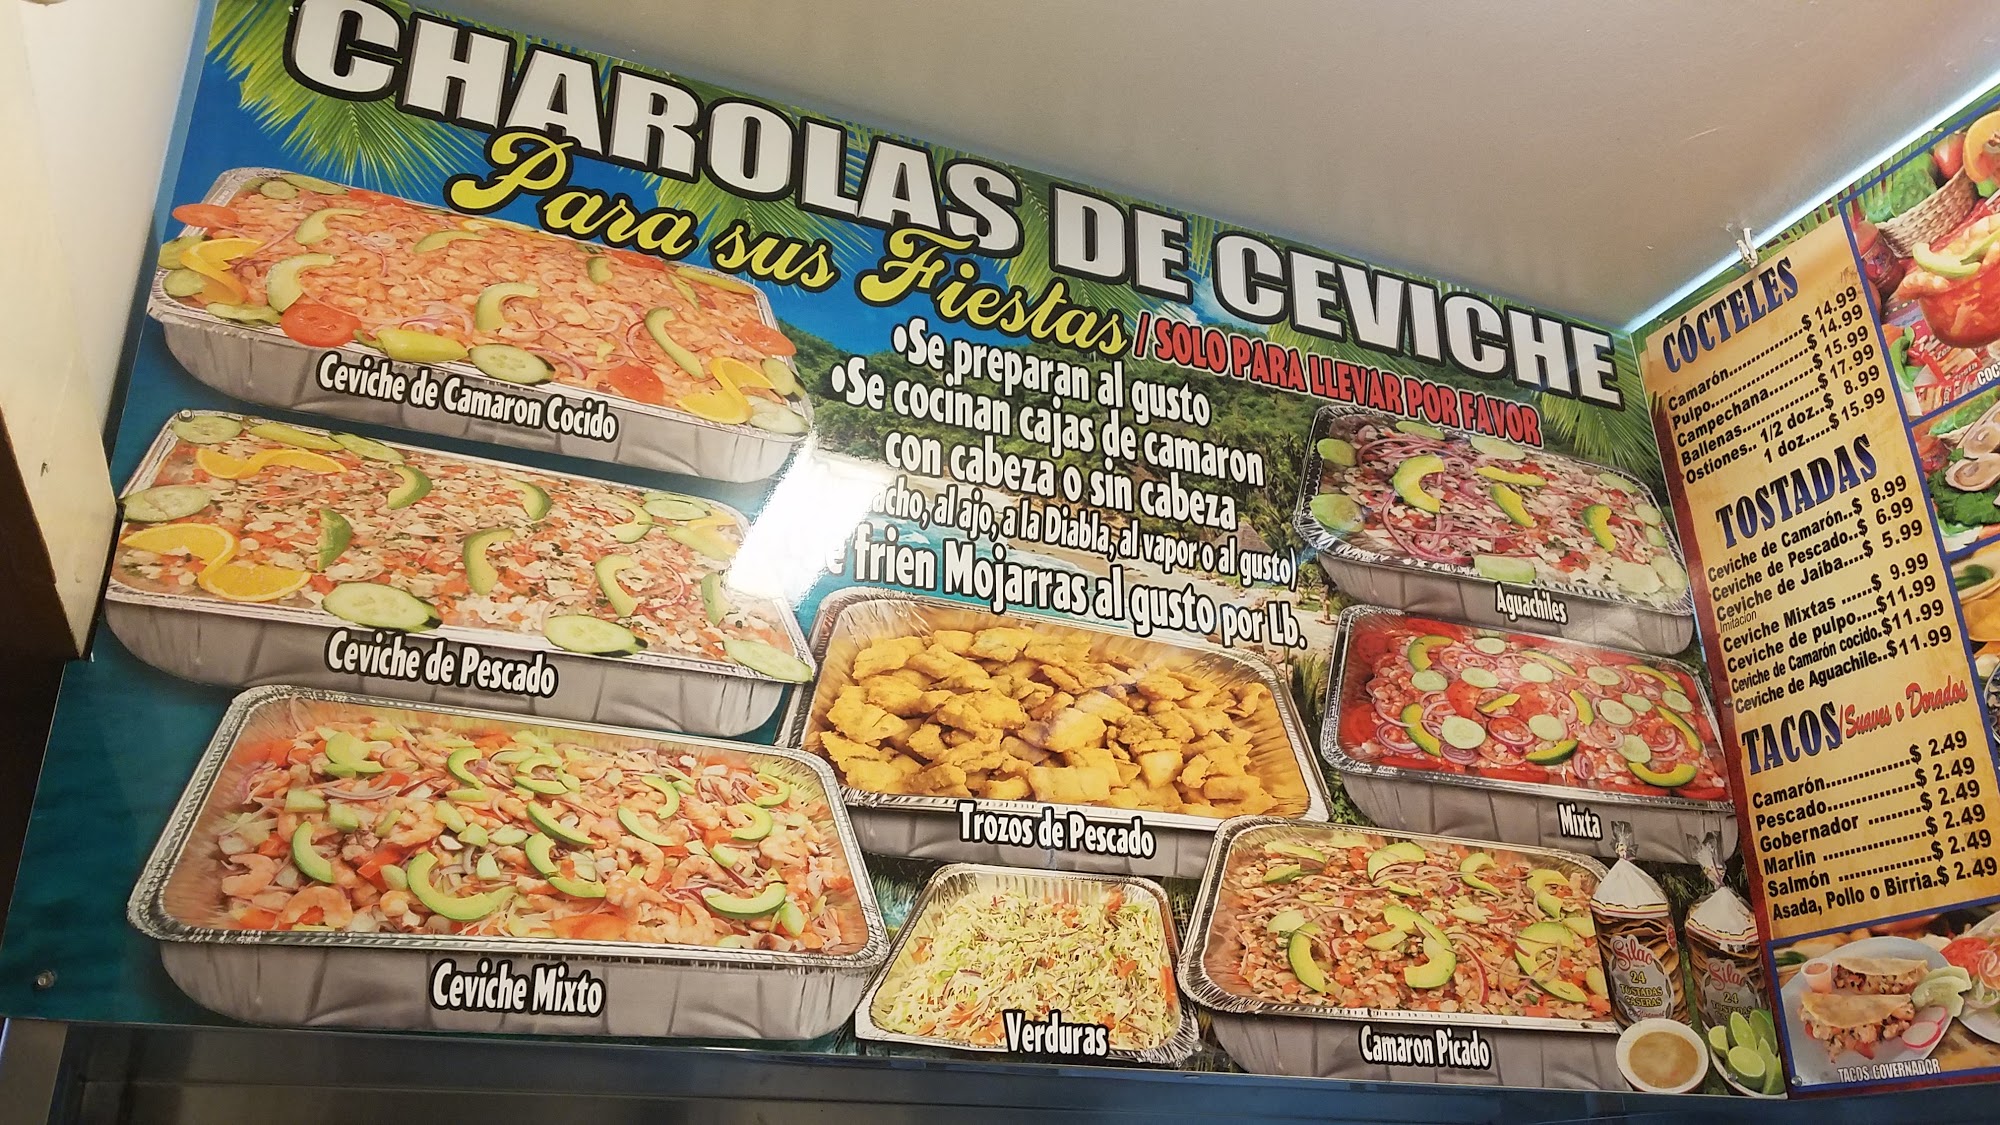 CHAROLAS DE CEVICHE
Para sus Fiestas / SOLO PARA LLEVAR POR FAVOR
•Se preparan al gusto
•Se cocinan cajas de camaron
con cabeza o sin cabeza
al ajo, a la Diabla, al vapor o al gusto)
frien Mojarras al gusto por Lb.
Ceviche de Camaron Cocido
Ceviche de Pescado
Ceviche Mixto
Trozos de Pescado
Verduras
Aguachiles
Mixta
Camaron Picado
Silao
24
TOSTADAS
CASERAS
Silao
24
TOSTADAS
CÓCTELES
Camarón..................$ 14.99
Pulpo......................$ 14.99
Campechana..........$ 15.99
Ballenas.................$ 17.99
Ostiones.. 1/2 doz..$ 8.99
1 doz.....$ 15.99
TOSTADAS
Ceviche de Camarón..$ 8.99
Ceviche de Pescado..$ 6.99
Ceviche de Jaiba....$ 5.99
Imitación
Ceviche Mixtas ......$ 9.99
Ceviche de pulpo....$11.99
Ceviche de Camarón cocido.$11.99
Ceviche de Aguachile..$11.99
TACOS/Suaves o Dorados
Camarón...............$ 2.49
Pescado...............$ 2.49
Gobernador .........$ 2.49
Marlin .................$ 2.49
Salmón ...............$ 2.49
Asada, Pollo o Birria.$ 2.49
TACOS GOVERNADOR